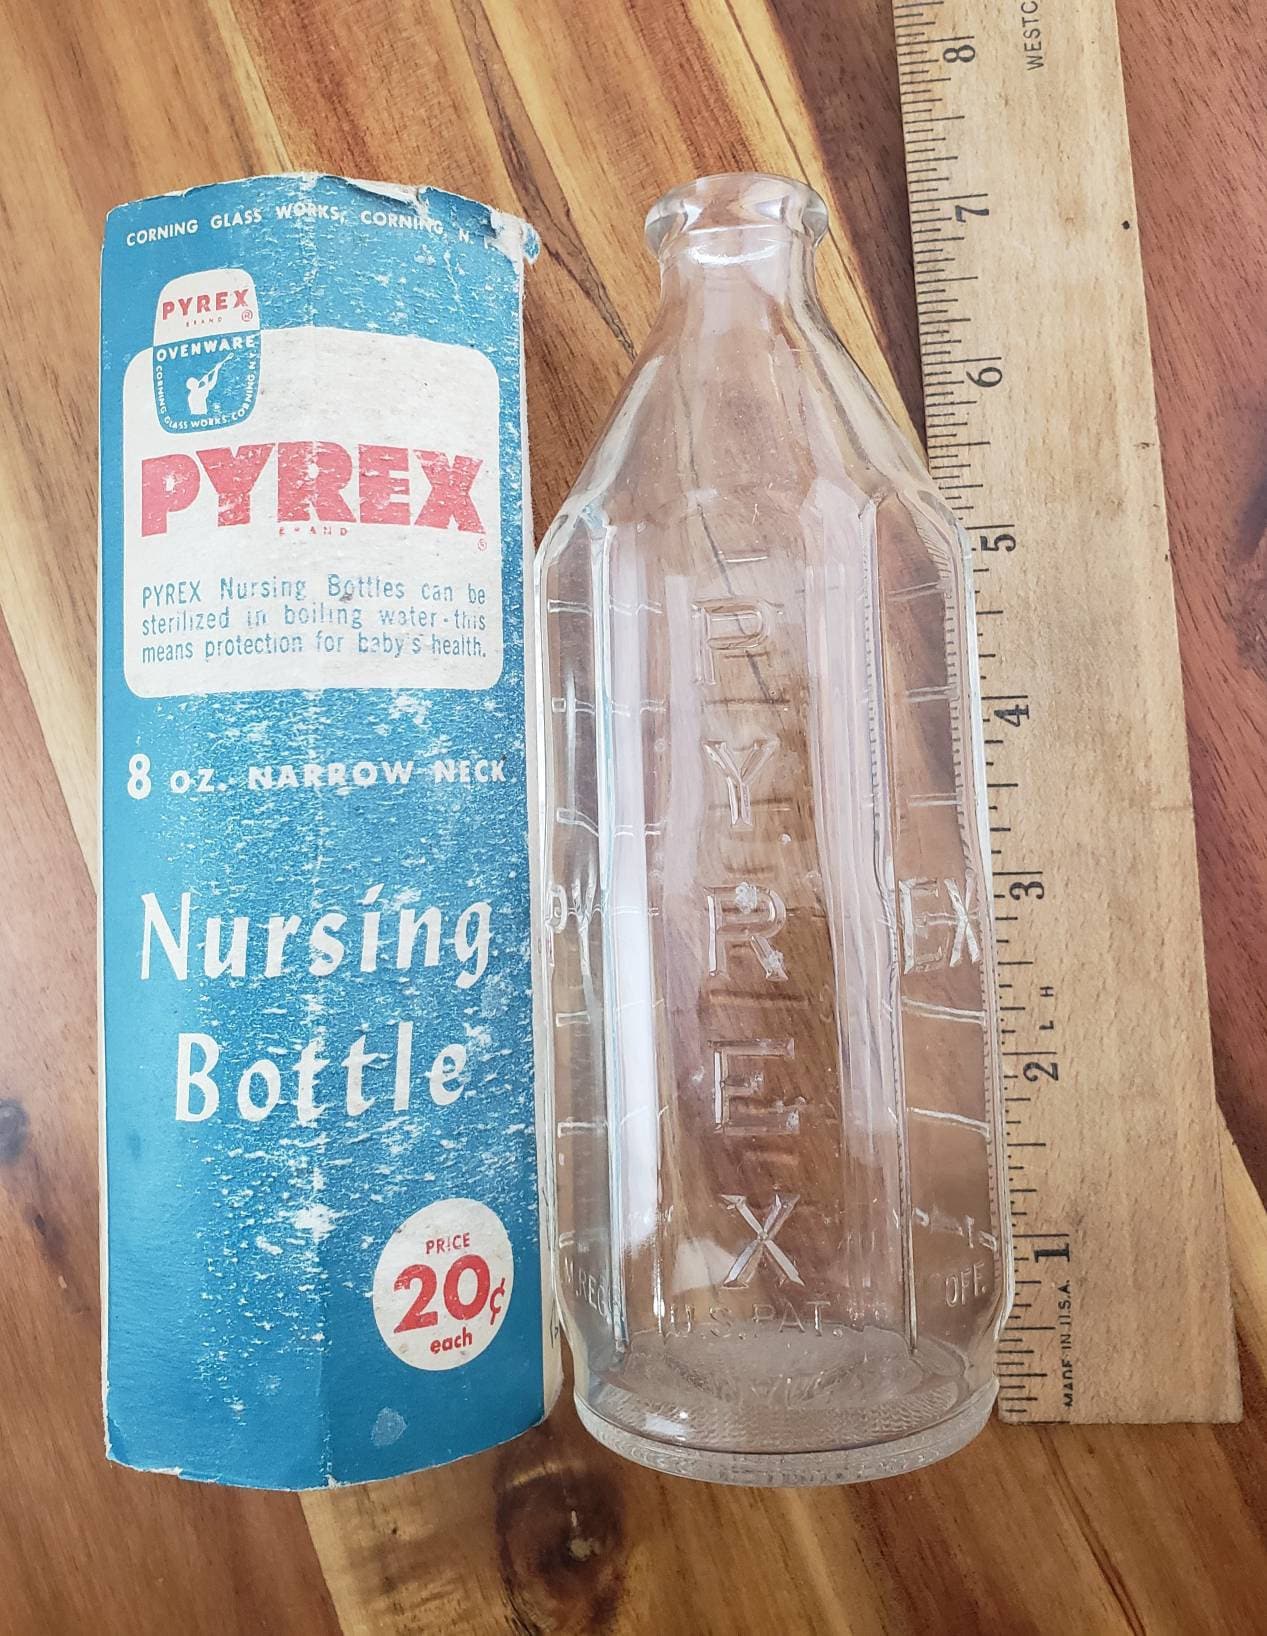 CORNING GLASS WORKS, CORNING, N.
PYREX ®
BRAND
OVENWARE
CORNING GLASS WORKS, CORNING, N.Y.
PYREX
BRAND
®
PYREX Nursing Bottles can be
sterilized in boiling water-this
means protection for baby's health.
8 OZ. NARROW NECK
Nursing
Bottle
PRICE
20¢
each
P
Y
R
E
X
PY
EX
U.S. PAT.
OFF.
8
7
6
5
4
3
2
1
WESTC
L H
MADE IN U.S.A.